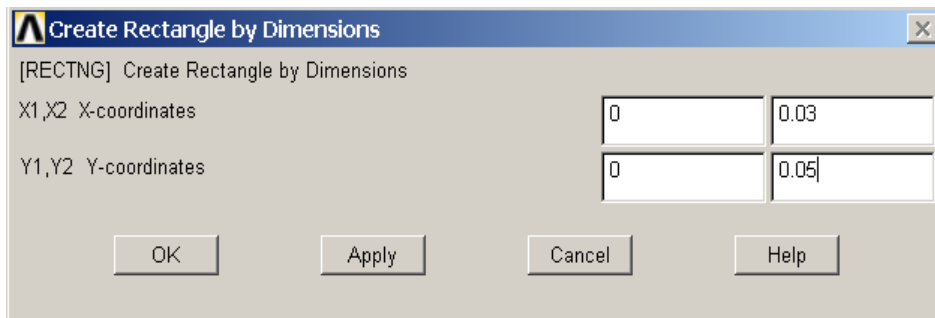 Create Rectangle by Dimensions
[RECTNG] Create Rectangle by Dimensions
X1,X2 X-coordinates 0 0.03
Y1,Y2 Y-coordinates 0 0.05
OK Apply Cancel Help